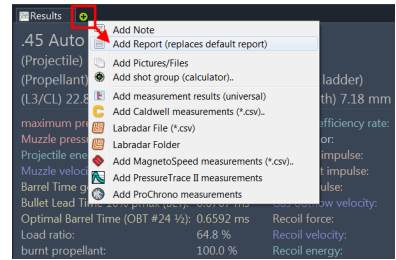 Results
.45 Auto
Add Note
Add Report (replaces default report)
(Projectile)
Add Pictures/Files
(Propellant)
Add shot group (calculator)..
ladder)
(L3/CL) 22.8
Add measurement results (universal)
th) 7.18 mm
Add Caldwell measurements (*.csv)..
maximum pre
Labradar File (*.csv)
efficiency rate:
Muzzle pressu
Labradar Folder
or:
Projectile ene
Add MagnetoSpeed measurements (*.csv)..
impulse:
Muzzle veloci
Add PressureTrace II measurements
t impulse:
Barrel Time g
Add ProChrono measurements
ulse:
Bullet Lead Time
velocity:
Optimal Barrel Time (OBT #24 ½): 0.6592 ms
Recoil force:
Load ratio: 64.8 %
Recoil velocity:
burnt propellant: 100.0 %
Recoil energy: